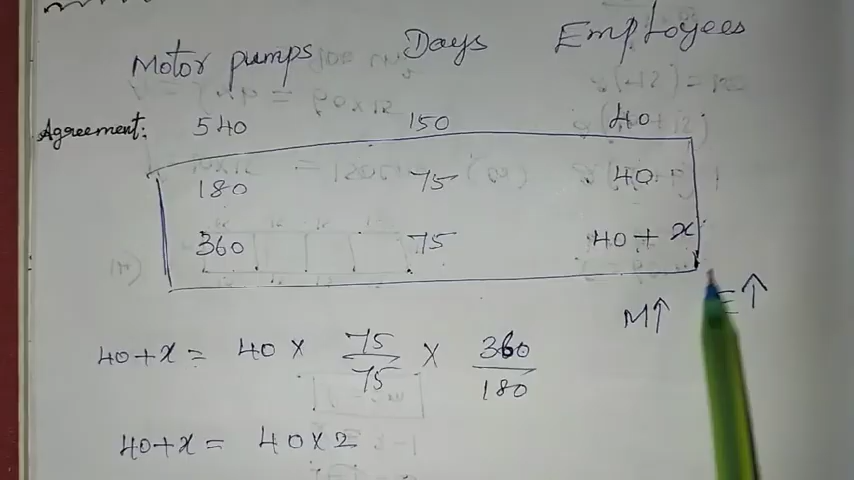 Motor pumps Days Employees
Agreement: 540 150 40
180 75 40
360 75 40 + x
M↑ E↑
40+x = 40 × 75/75 × 360/180
40+x = 40×2